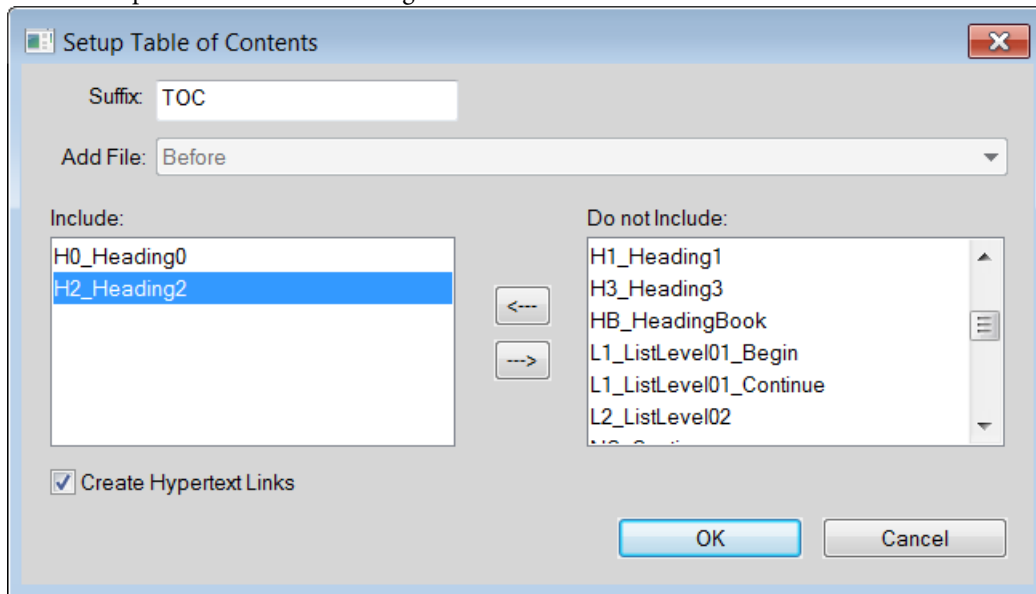 Setup Table of Contents
Suffix: TOC
Add File: Before
Include:
Do not Include:
H0_Heading0
H2_Heading2
<---
--->
H1_Heading1
H3_Heading3
HB_HeadingBook
L1_ListLevel01_Begin
L1_ListLevel01_Continue
L2_ListLevel02
Create Hypertext Links
OK
Cancel